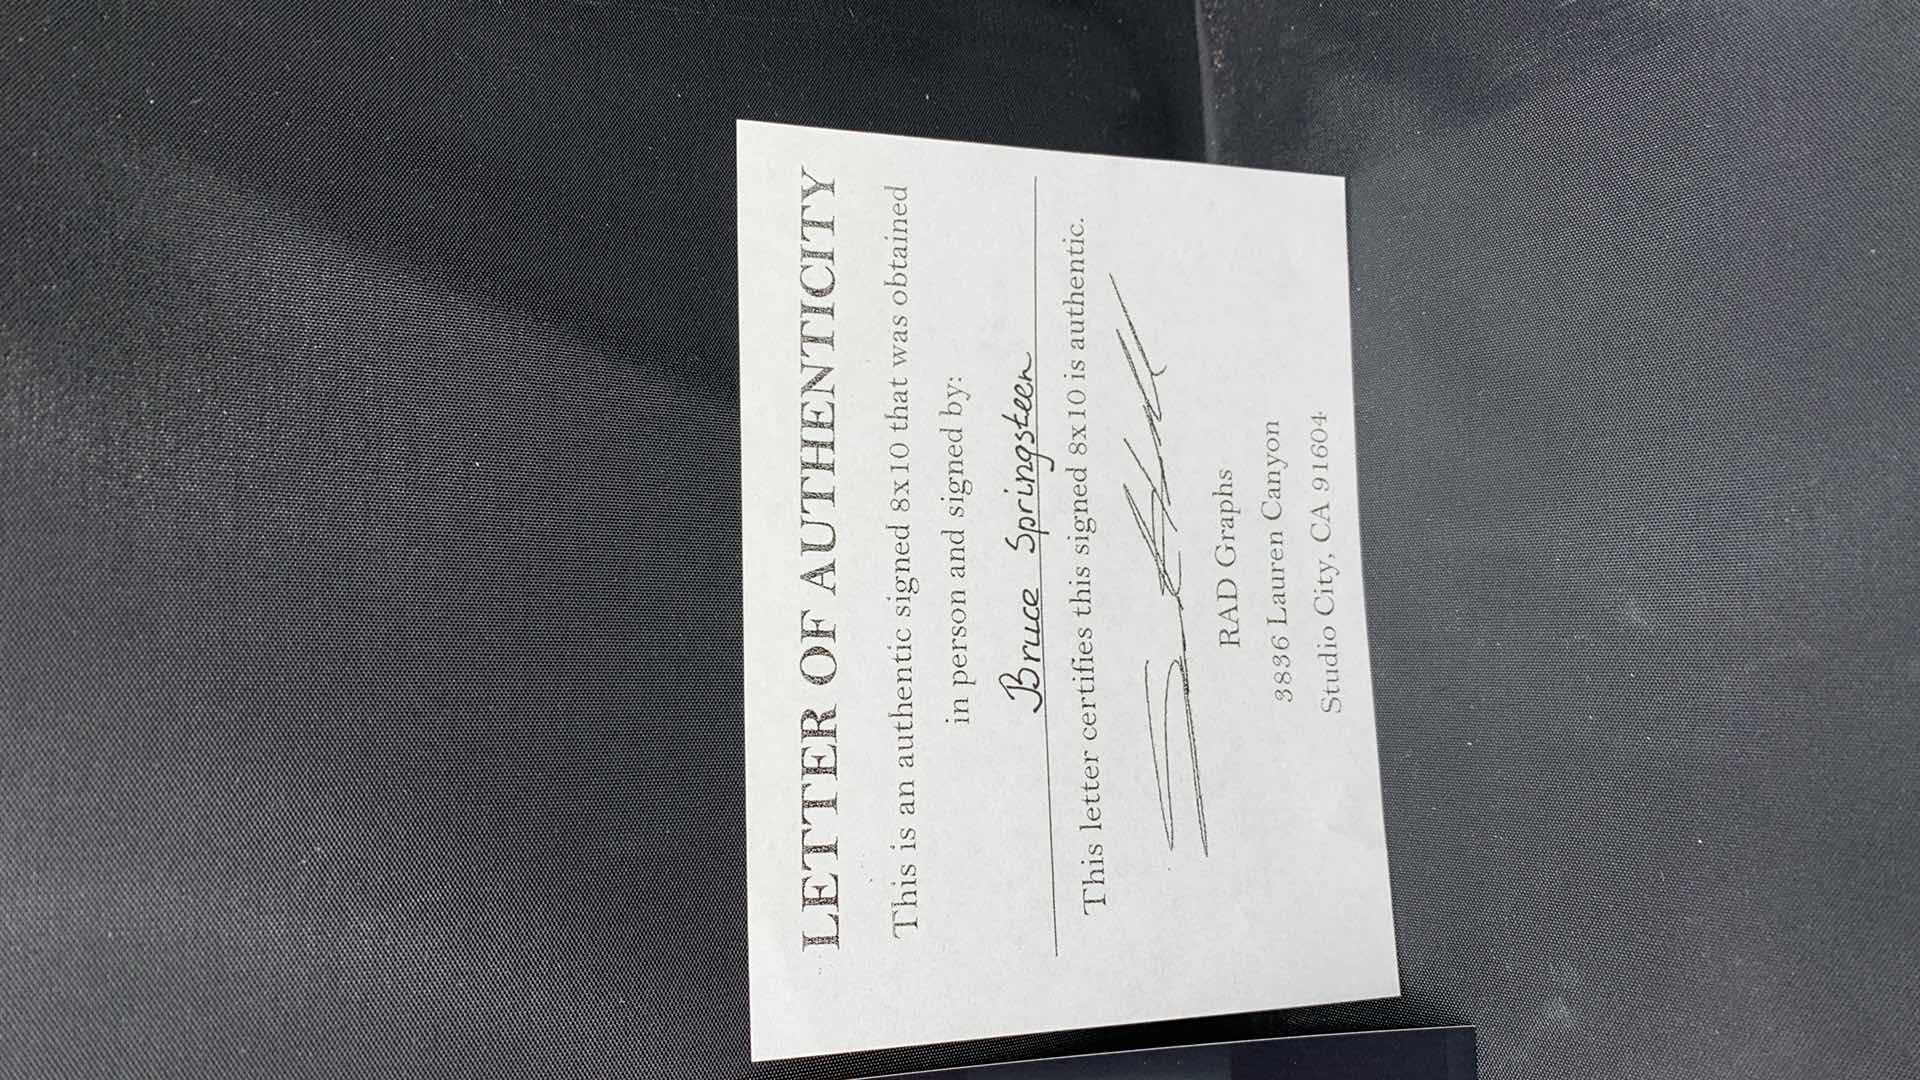 LETTER OF AUTHENTICITY
This is an authentic signed 8x10 that was obtained
in person and signed by:
Bruce Springsteen
This letter certifies this signed 8x10 is authentic.
RAD Graphs
3836 Lauren Canyon
Studio City, CA 91604